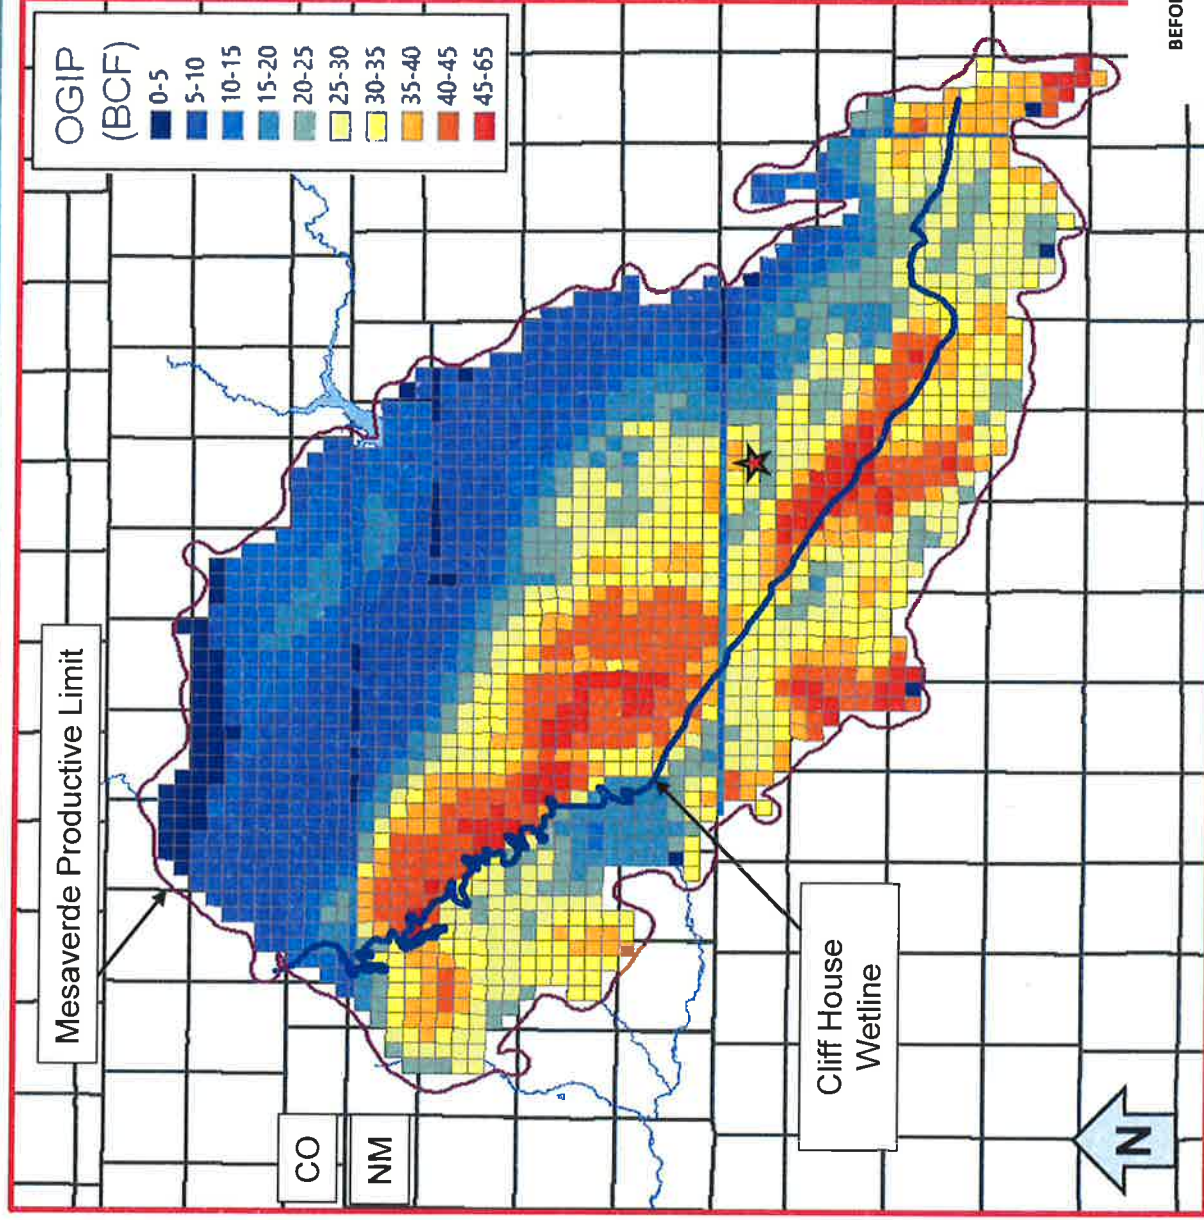 Mesaverde Productive Limit
OGIP
(BCF)
0-5
5-10
10-15
15-20
20-25
25-30
30-35
35-40
40-45
45-65
CO
NM
Cliff House
Wetline
N
BEFOR